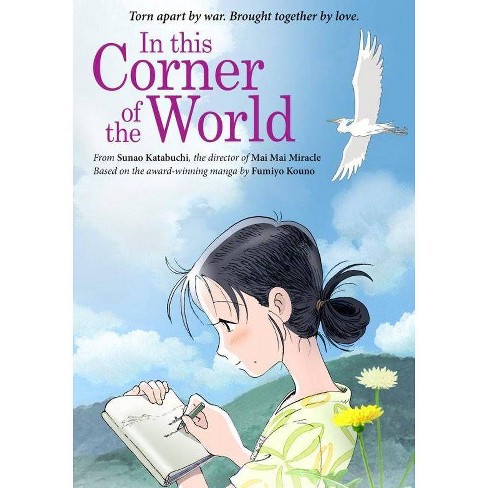 Torn apart by war. Brought together by love.
In this
Corner
of
the World
From Sunao Katabuchi, the director of Mai Mai Miracle
Based on the award-winning manga by Fumiyo Kouno